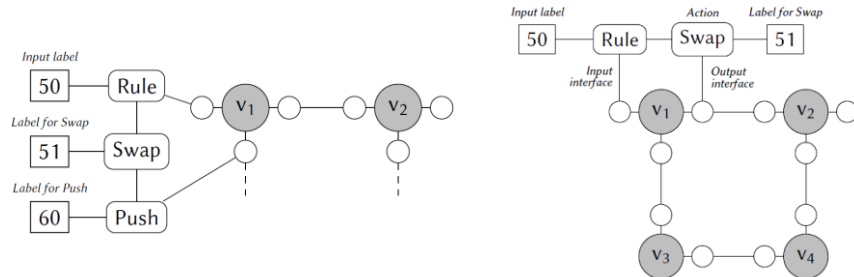 Input label
50
Rule
Label for Swap
51
Swap
Label for Push
60
Push
v1
v2
Input label
Action
Label for Swap
50
Rule
Swap
51
Input
interface
Output
interface
v1
v2
v3
v4